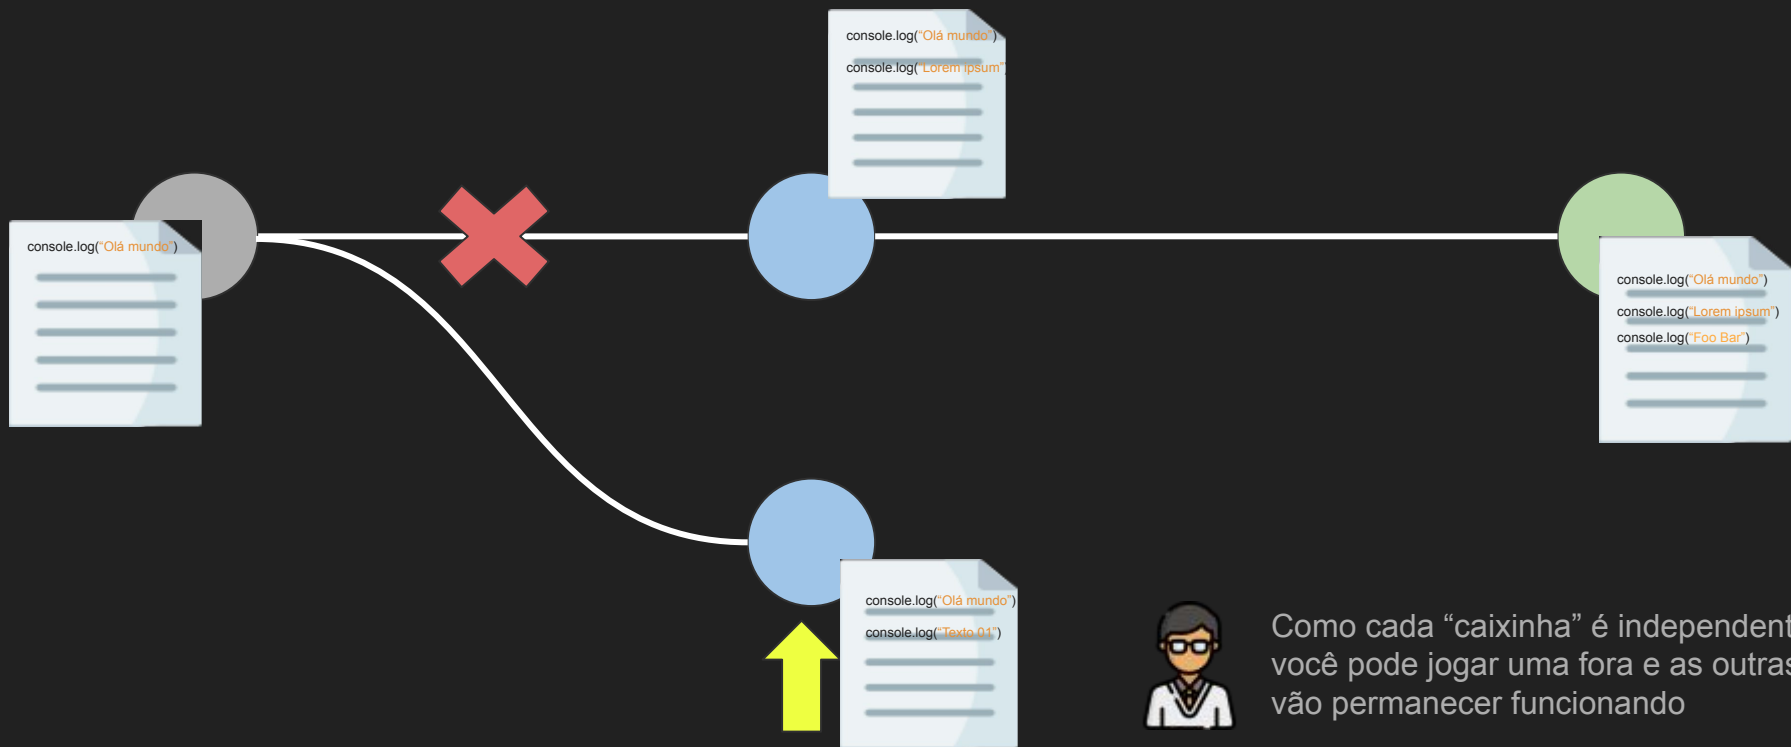 console.log(“Olá mundo”)
console.log(“Lorem ipsum”)
console.log(“Olá mundo”)
console.log(“Olá mundo”)
console.log(“Lorem ipsum”)
console.log(“Foo Bar”)
console.log(“Olá mundo”)
console.log(“Texto 01”)
Como cada “caixinha” é independent
você pode jogar uma fora e as outras
vão permanecer funcionando